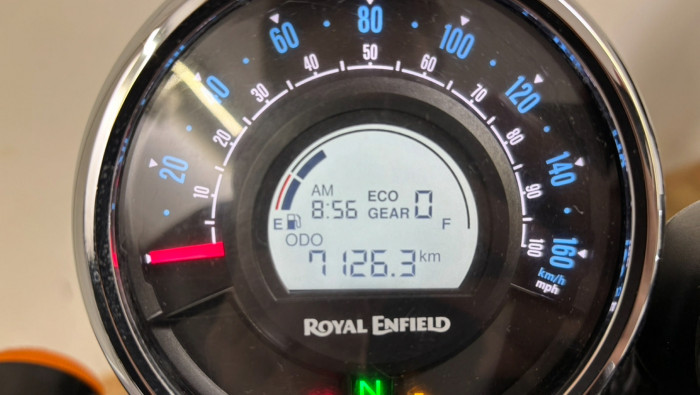 80
60 100
40 120
20 140
160
50
40 60
30 70
20 80
10 90
100
km/h
mph
AM
8:56 ECO GEAR 0
E F
ODO
7126.3 km
ROYAL ENFIELD
N